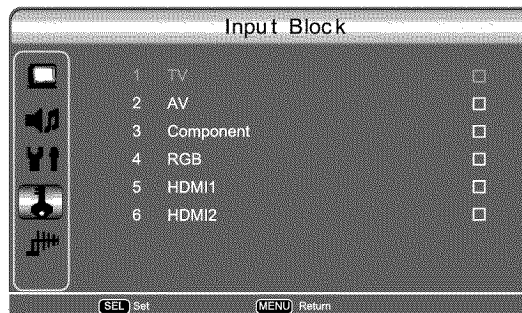 Input Block
1 TV
2 AV
3 Component
4 RGB
5 HDMI1
6 HDMI2
SEL Set MENU Return